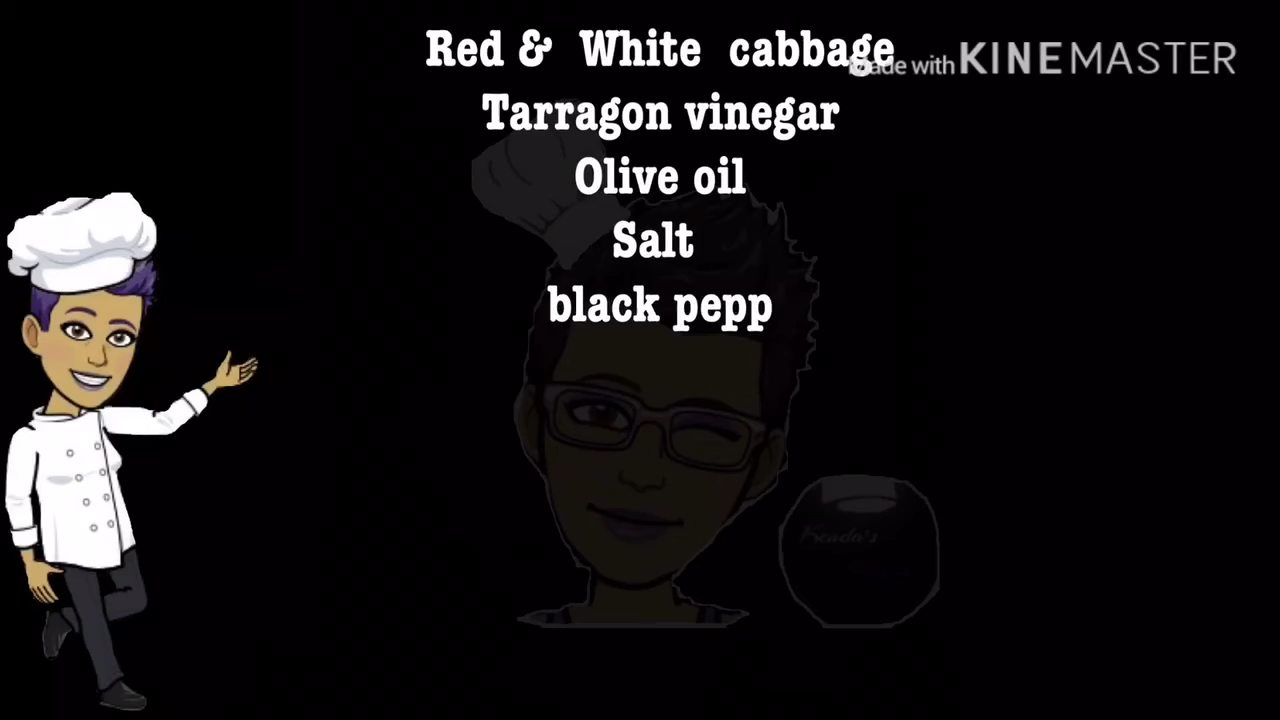 Red & White cabbage
Made with KINEMASTER
Tarragon vinegar
Olive oil
Salt
black pepp